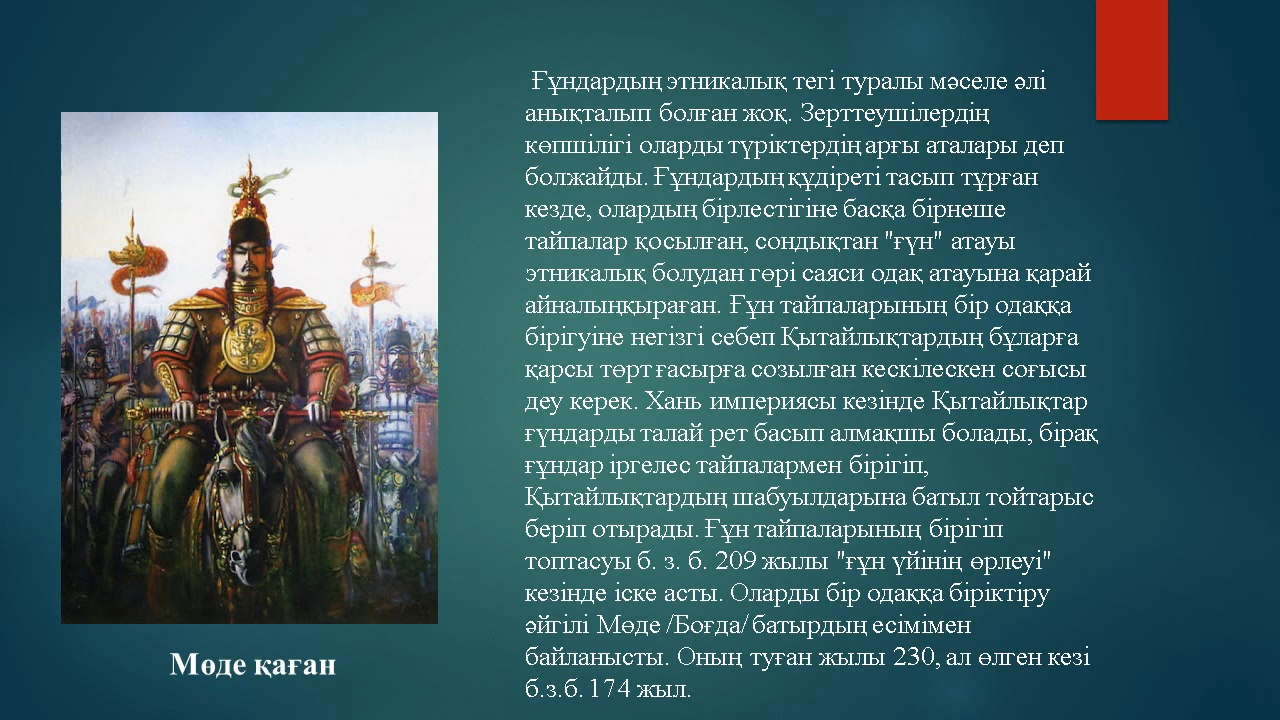 Ғұндардың этникалық тегі туралы мәселе әлі
анықталып болған жоқ. Зерттеушілердің
көпшілігі оларды түріктердің арғы аталары деп
болжайды. Ғұндардың құдіреті тасып тұрған
кезде, олардың бірлестігіне басқа бірнеше
тайпалар қосылған, сондықтан "ғүн" атауы
этникалық болудан гөрі саяси одақ атауына қарай
айналыңқыраған. Ғұн тайпаларының бір одаққа
бірігуіне негізгі себеп Қытайлықтардың бұларға
қарсы төрт ғасырға созылған кескілескен соғысы
деу керек. Хань империясы кезінде Қытайлықтар
ғүндарды талай рет басып алмақшы болады, бірақ
ғұндар іргелес тайпалармен бірігіп,
Қытайлықтардың шабуылдарына батыл тойтарыс
беріп отырады. Ғұн тайпаларының бірігіп
топтасуы б. з. б. 209 жылы "ғұн үйінің өрлеуі"
кезінде іске асты. Оларды бір одаққа біріктіру
әйгілі Мөде /Боғда/ батырдың есімімен
байланысты. Оның туған жылы 230, ал өлген кезі
б.з.б. 174 жыл.
Мөде қаған